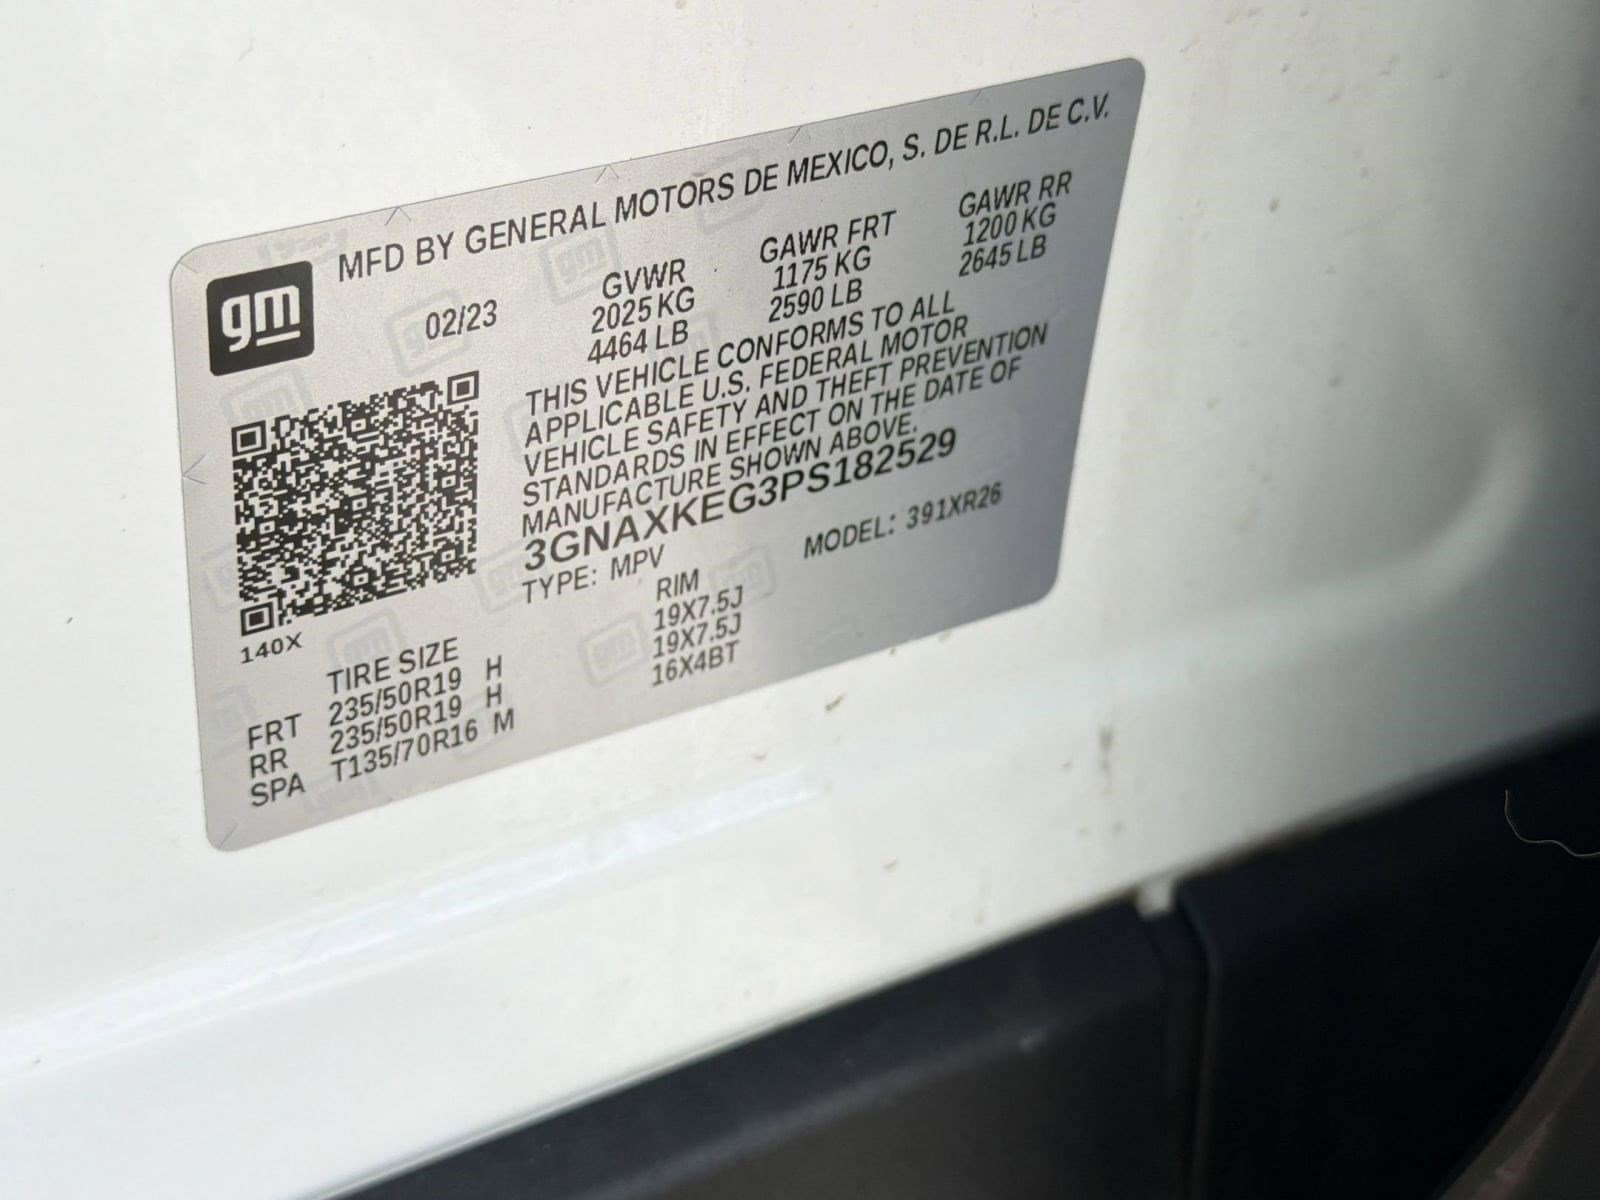 MFD BY GENERAL MOTORS DE MEXICO, S. DE R.L. DE C.V.
gm
02/23
GVWR GAWR FRT GAWR RR
2025 KG 1175 KG 1200 KG
4464 LB 2590 LB 2645 LB
THIS VEHICLE CONFORMS TO ALL
APPLICABLE U.S. FEDERAL MOTOR
VEHICLE SAFETY AND THEFT PREVENTION
STANDARDS IN EFFECT ON THE DATE OF
MANUFACTURE SHOWN ABOVE.
3GNAXKEG3PS182529
TYPE: MPV MODEL: 391XR26
140X
TIRE SIZE RIM
FRT 235/50R19 H 19X7.5J
RR 235/50R19 H 19X7.5J
SPA T135/70R16 M 16X4BT